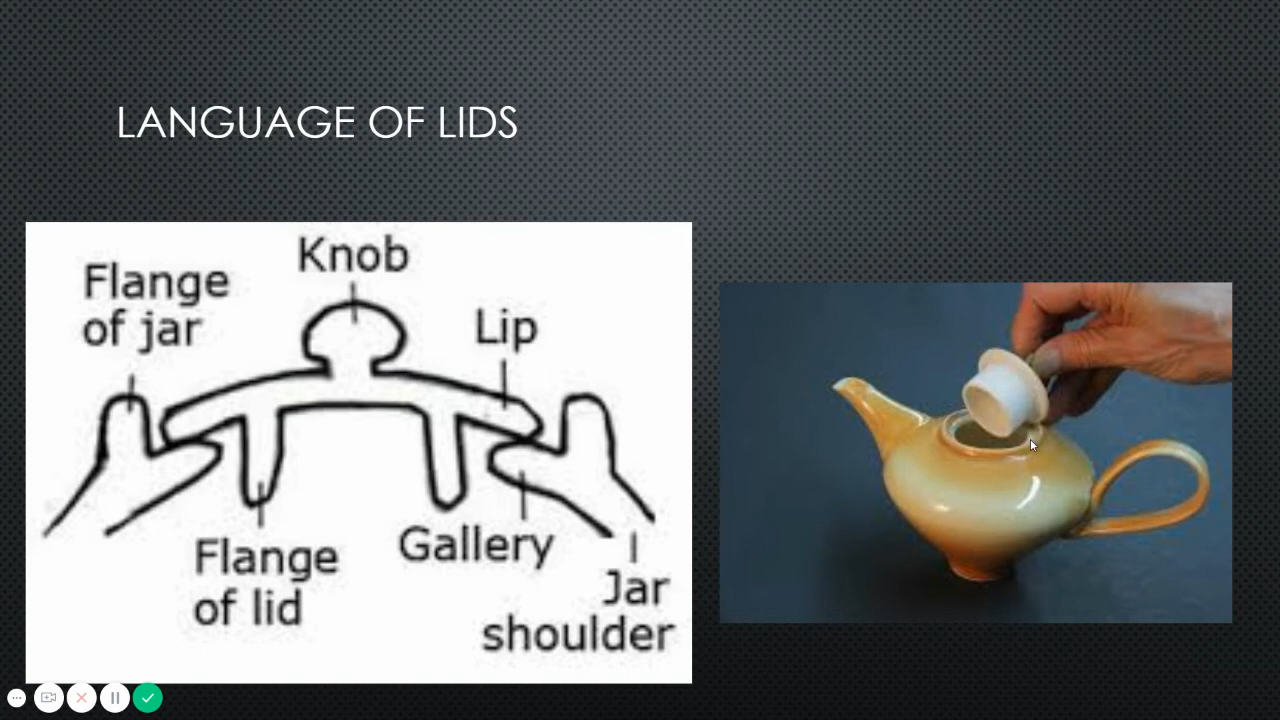 LANGUAGE OF LIDS
Knob
Flange
of jar
Lip
Flange
of lid
Gallery
Jar
shoulder